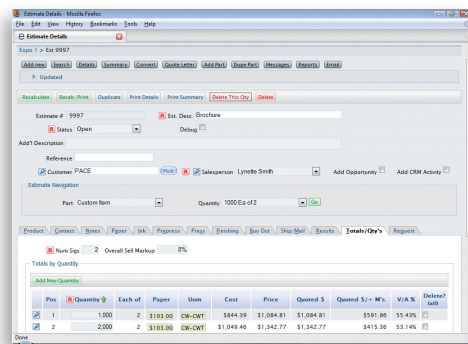 Estimate Details - Mozilla Firefox
File Edit View History Bookmarks Tools Help
Estimate Details
Expo 1 > Est 9997
Add new Search Details Summary Convert Quote Letter Add Part Dupe Part Messages Reports Email
Updated
Recalculate Recalc/Print Duplicate Print Details Print Summary Delete This Qty Delete
Estimate # 9997 R Est. Desc. Brochure
R Status Open Debug
Add'l Description
Reference
Customer PACE (Pick) R Salesperson Lynette Smith Add Opportunity Add CRM Activity
Estimate Navigation
Part Custom Item Quantity 1000 Ea of 2 Go
Product Contact Notes Paper Ink Prepress Press Finishing Buy Out Ship/Mail Results Totals/Qty's Request
R Num Sigs 2 Overall Sell Markup 8%
Totals by Quantity
Add New Quantity
Pos R Quantity Each of Paper Uom Cost Price Quoted $ Quoted $/+ M's V/A % Delete? (all)
1 1,000 2 $103.00 CW-CWT $844.39 $1,084.81 $1,084.81 $591.86 55.43%
2 2,000 2 $103.00 CW-CWT $1,049.46 $1,342.77 $1,342.77 $415.36 53.14%
Done